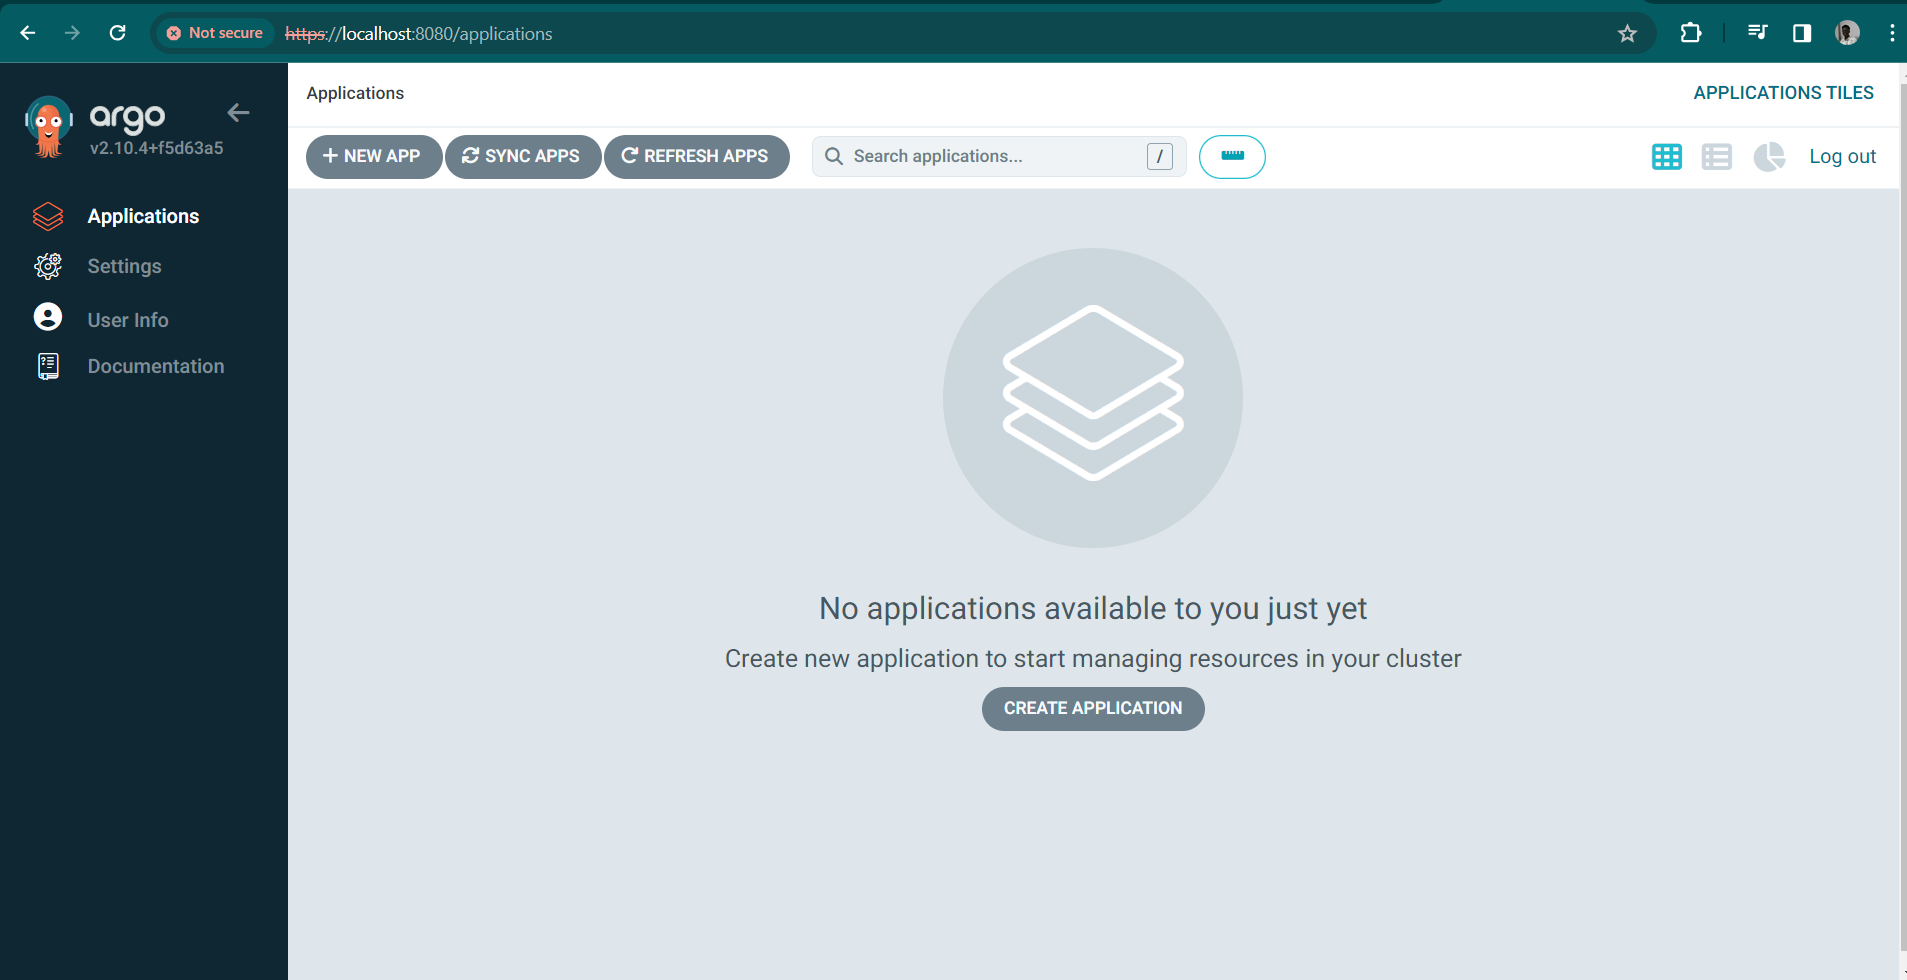 Not secure https://localhost:8080/applications
argo
v2.10.4+f5d63a5
Applications
Settings
User Info
Documentation
Applications APPLICATIONS TILES
NEW APP SYNC APPS REFRESH APPS Search applications... / Log out
No applications available to you just yet
Create new application to start managing resources in your cluster
CREATE APPLICATION